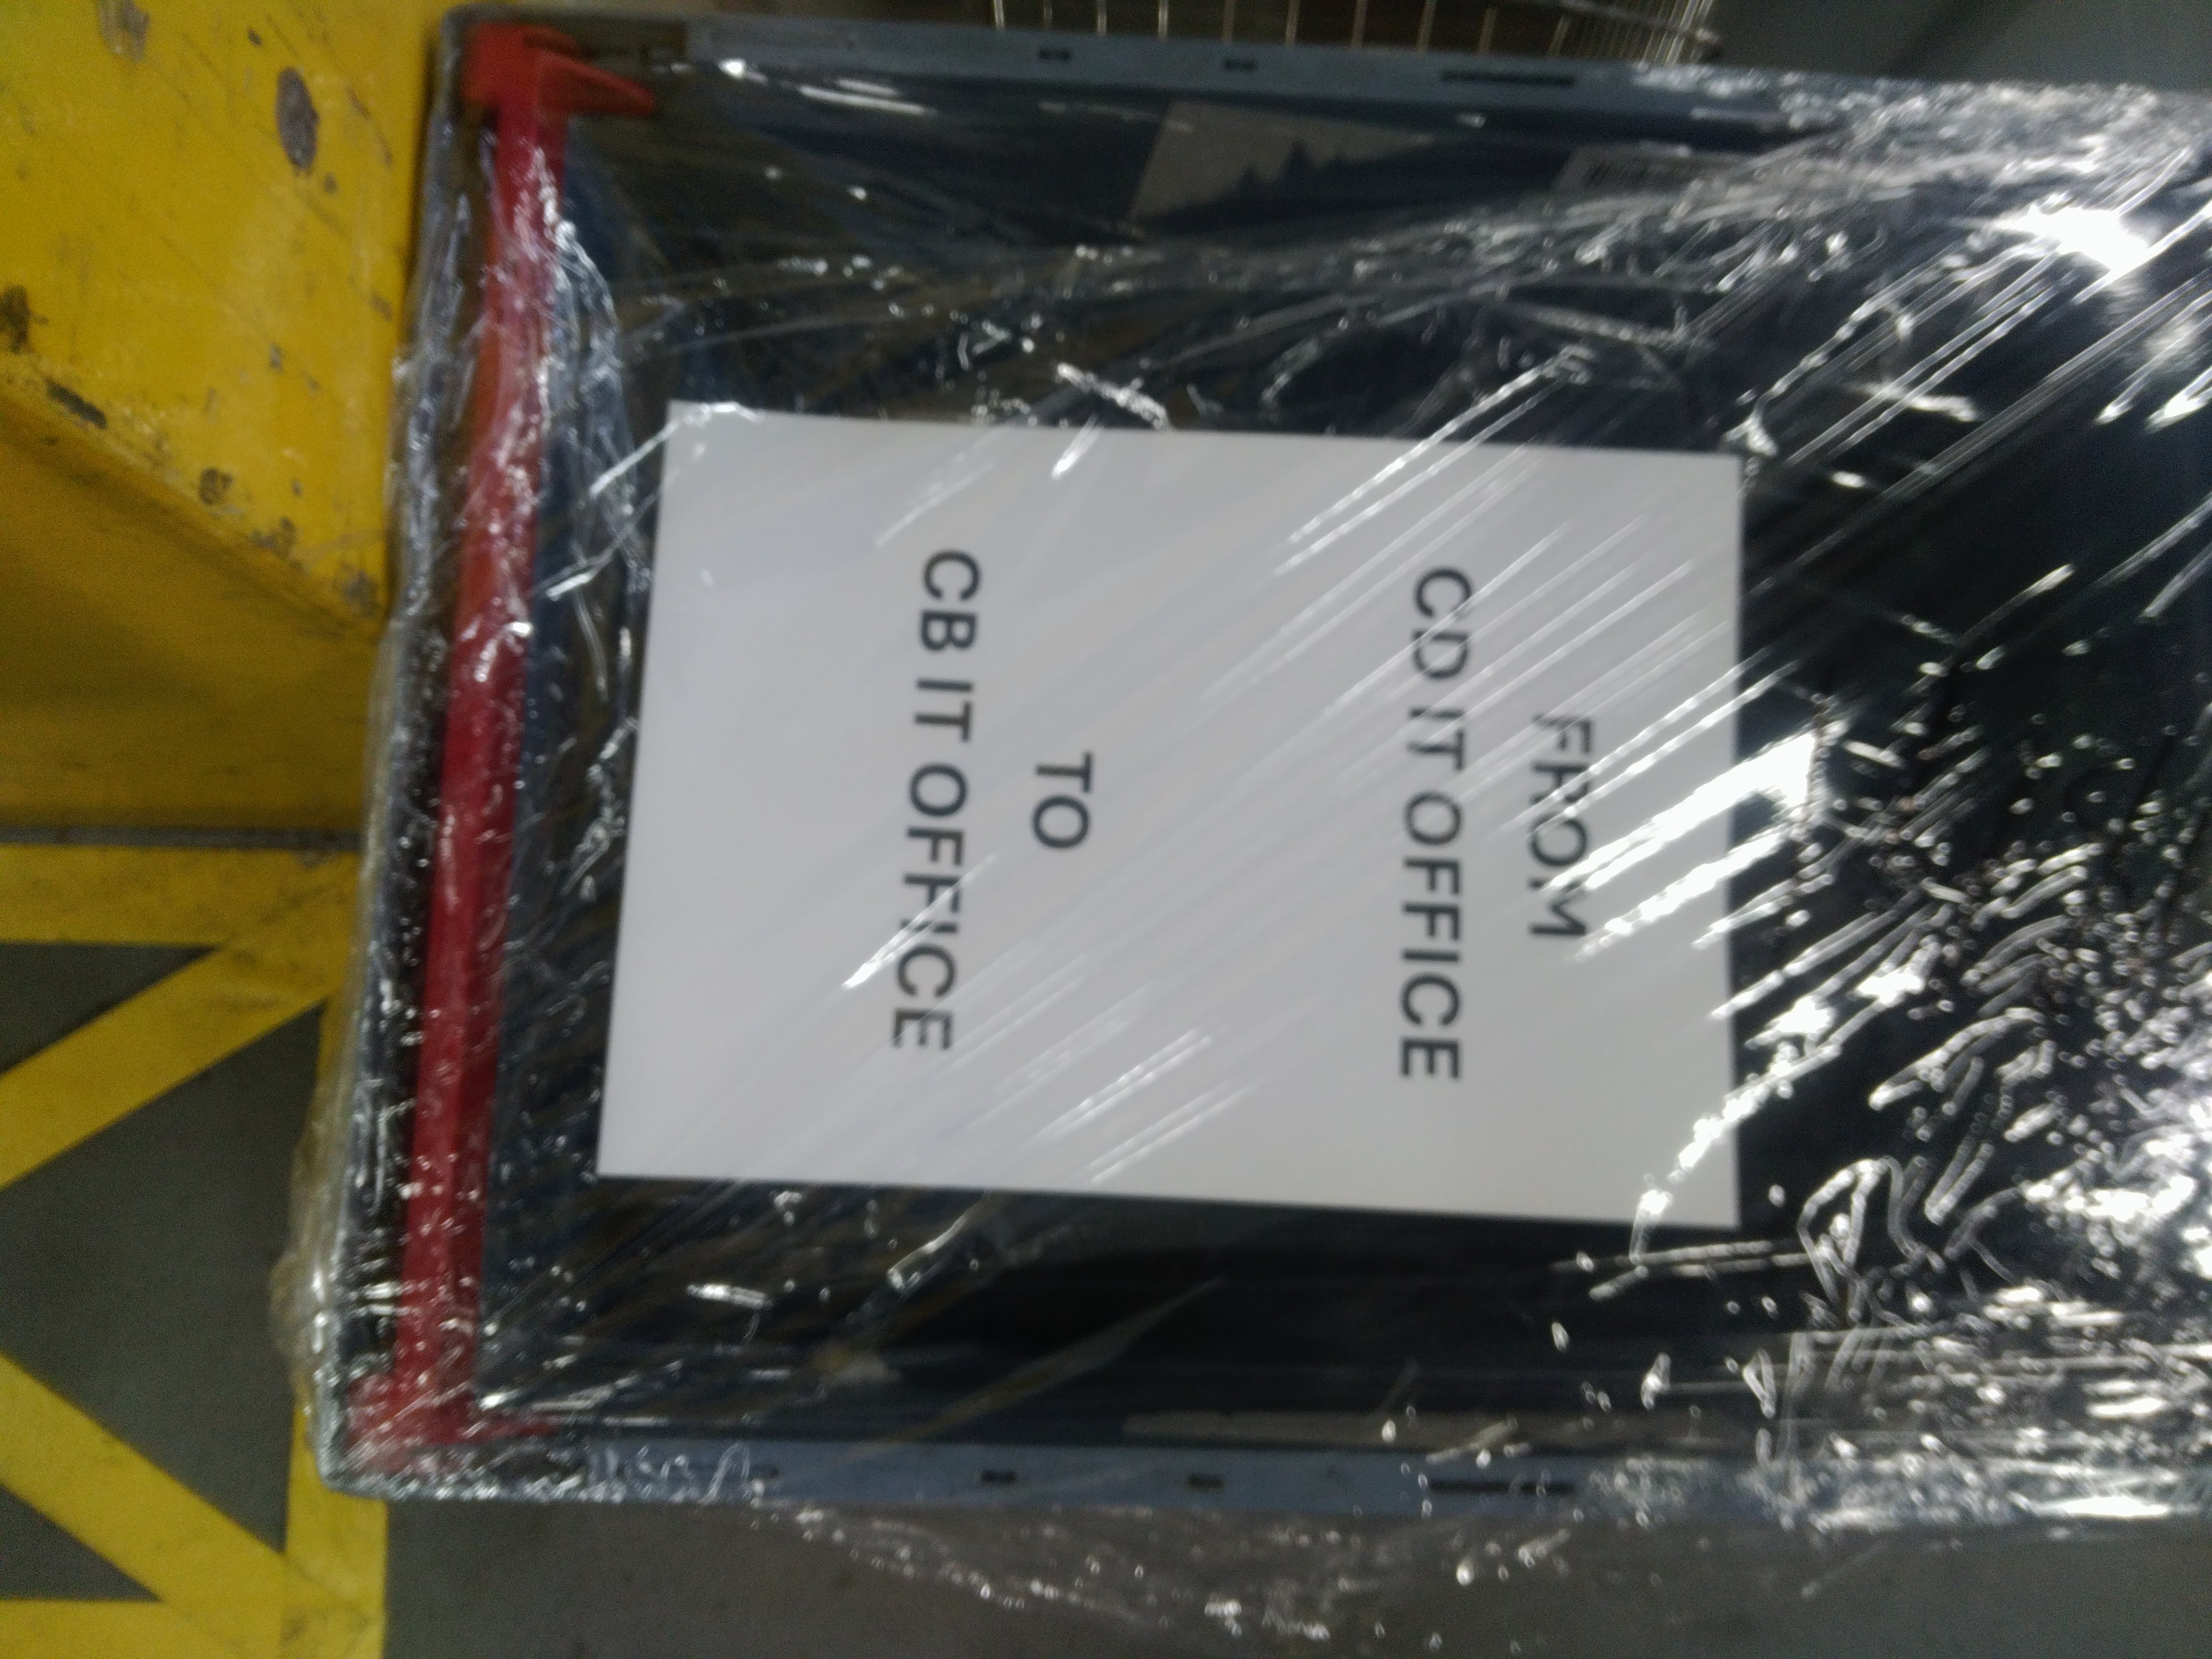 FROM
CD IT OFFICE
TO
CB IT OFFICE